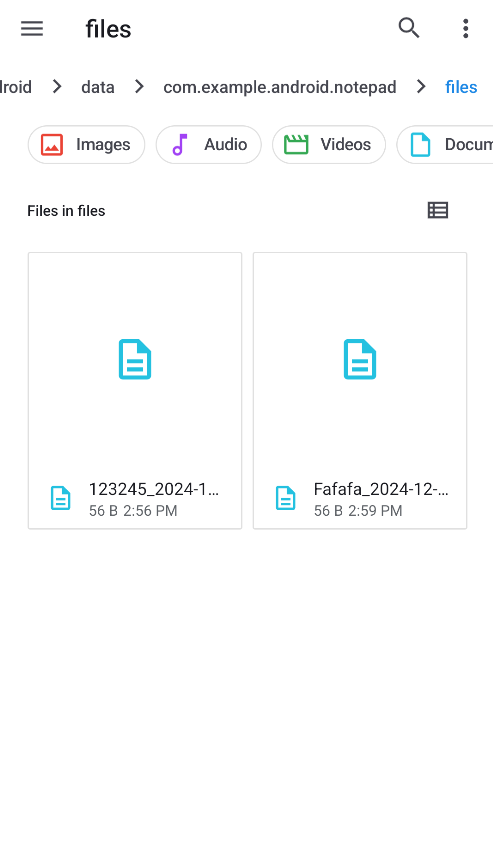 files
roid > data > com.example.android.notepad > files
Images Audio Videos Docum
Files in files
123245_2024-1...
56 B 2:56 PM
Fafafa_2024-12-...
56 B 2:59 PM